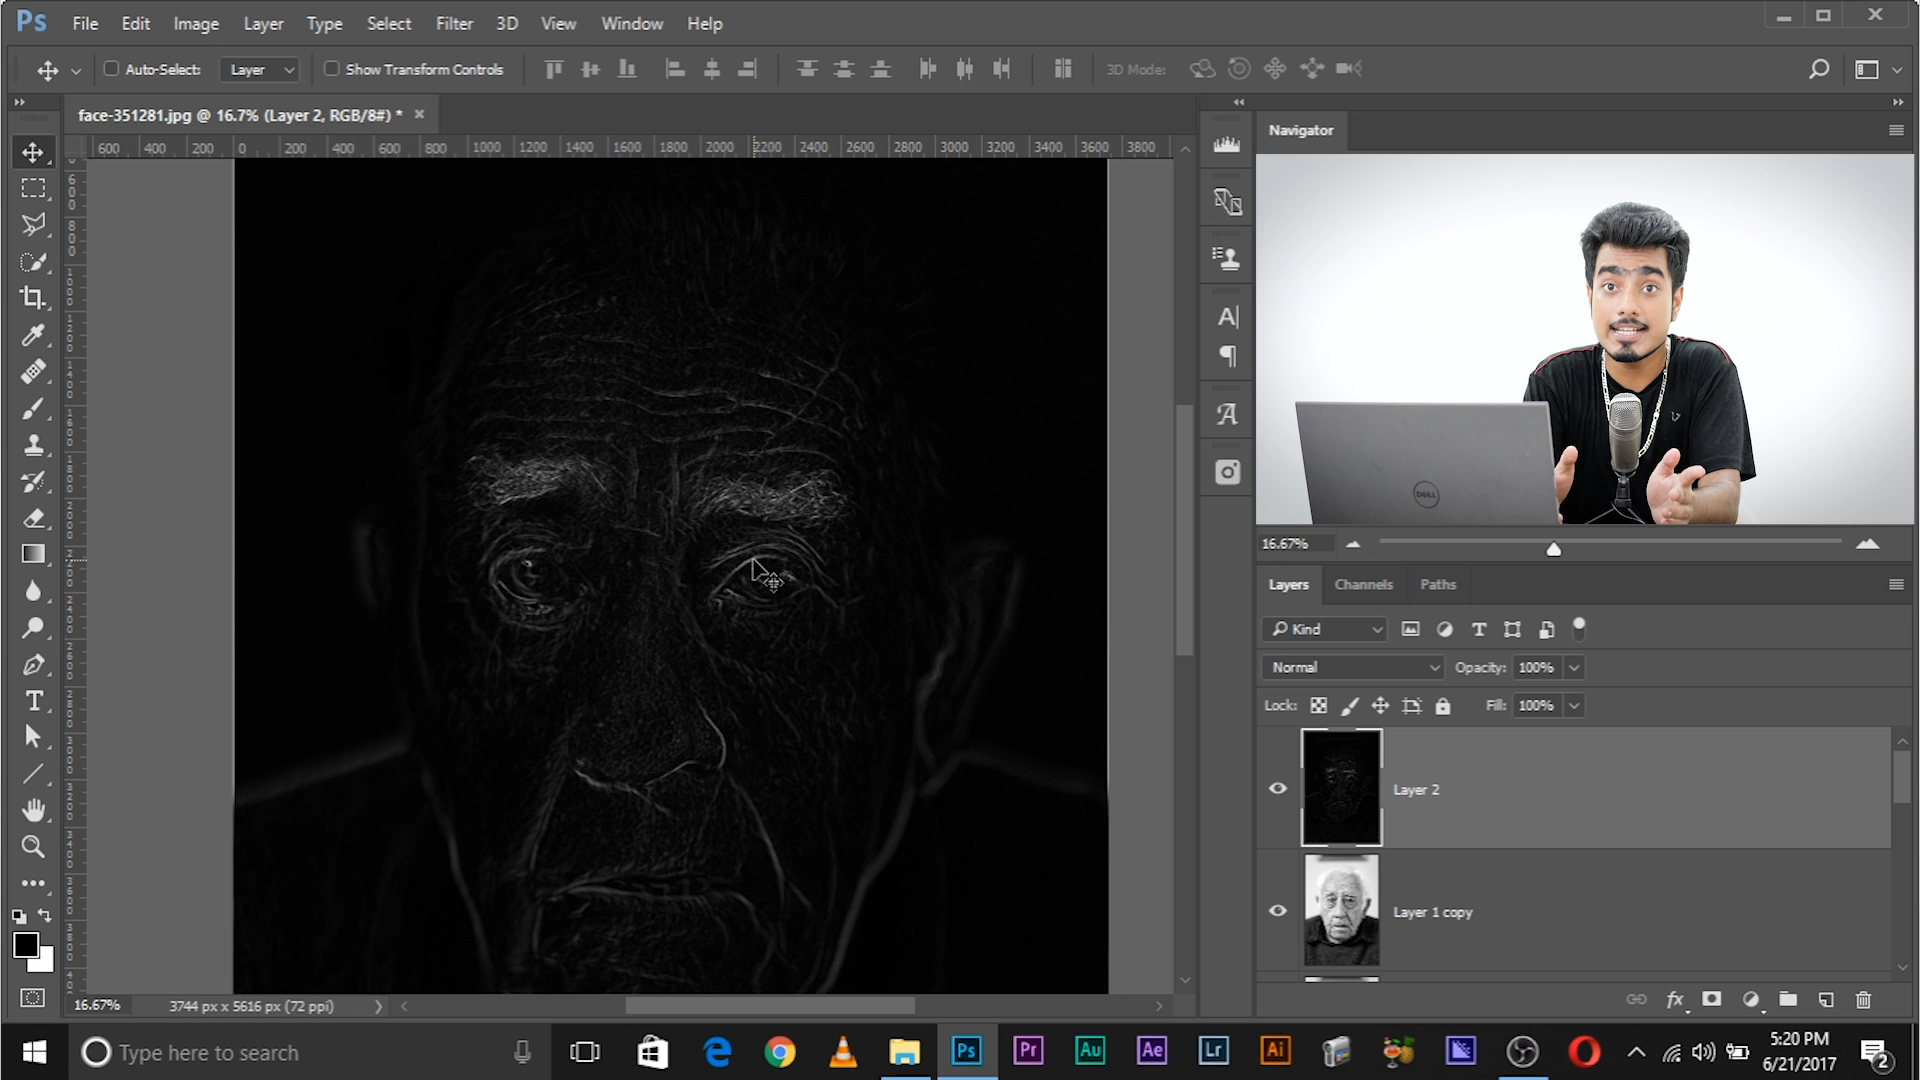 Ps File Edit Image Layer Type Select Filter 3D View Window Help
Auto-Select: Layer Show Transform Controls 3D Mode:
face-351281.jpg @ 16.7% (Layer 2, RGB/8#) * ×
600 400 200 0 200 400 600 800 1000 1200 1400 1600 1800 2000 2200 2400 2600 2800 3000 3200 3400 3600 3800
Navigator
DELL
16.67%
Layers Channels Paths
Kind
Normal Opacity: 100%
Lock: Fill: 100%
Layer 2
Layer 1 copy
fx
16.67% 3744 px x 5616 px (72 ppi)
Type here to search
Ps Pr Au Ae Lr Ai
5:20 PM
6/21/2017
2